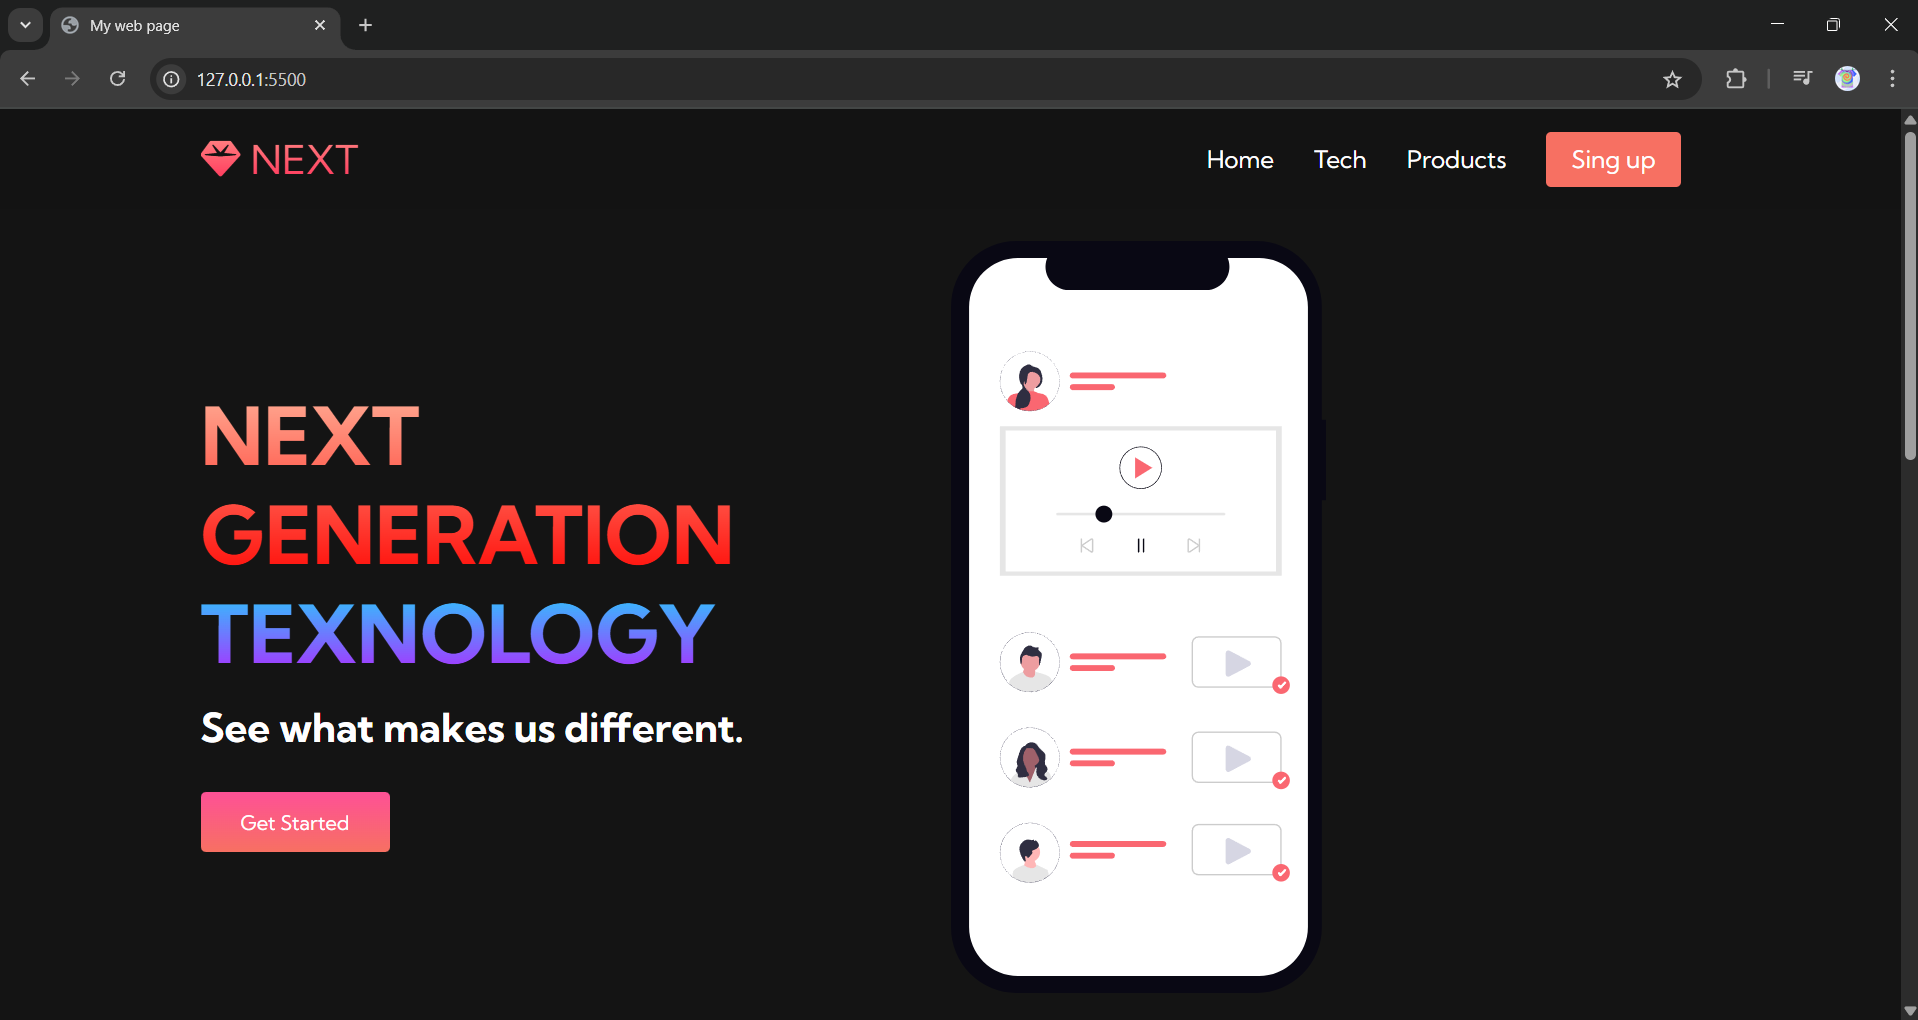 My web page
127.0.0.1:5500
NEXT
Home
Tech
Products
Sing up
NEXT
GENERATION
TEXNOLOGY
See what makes us different.
Get Started